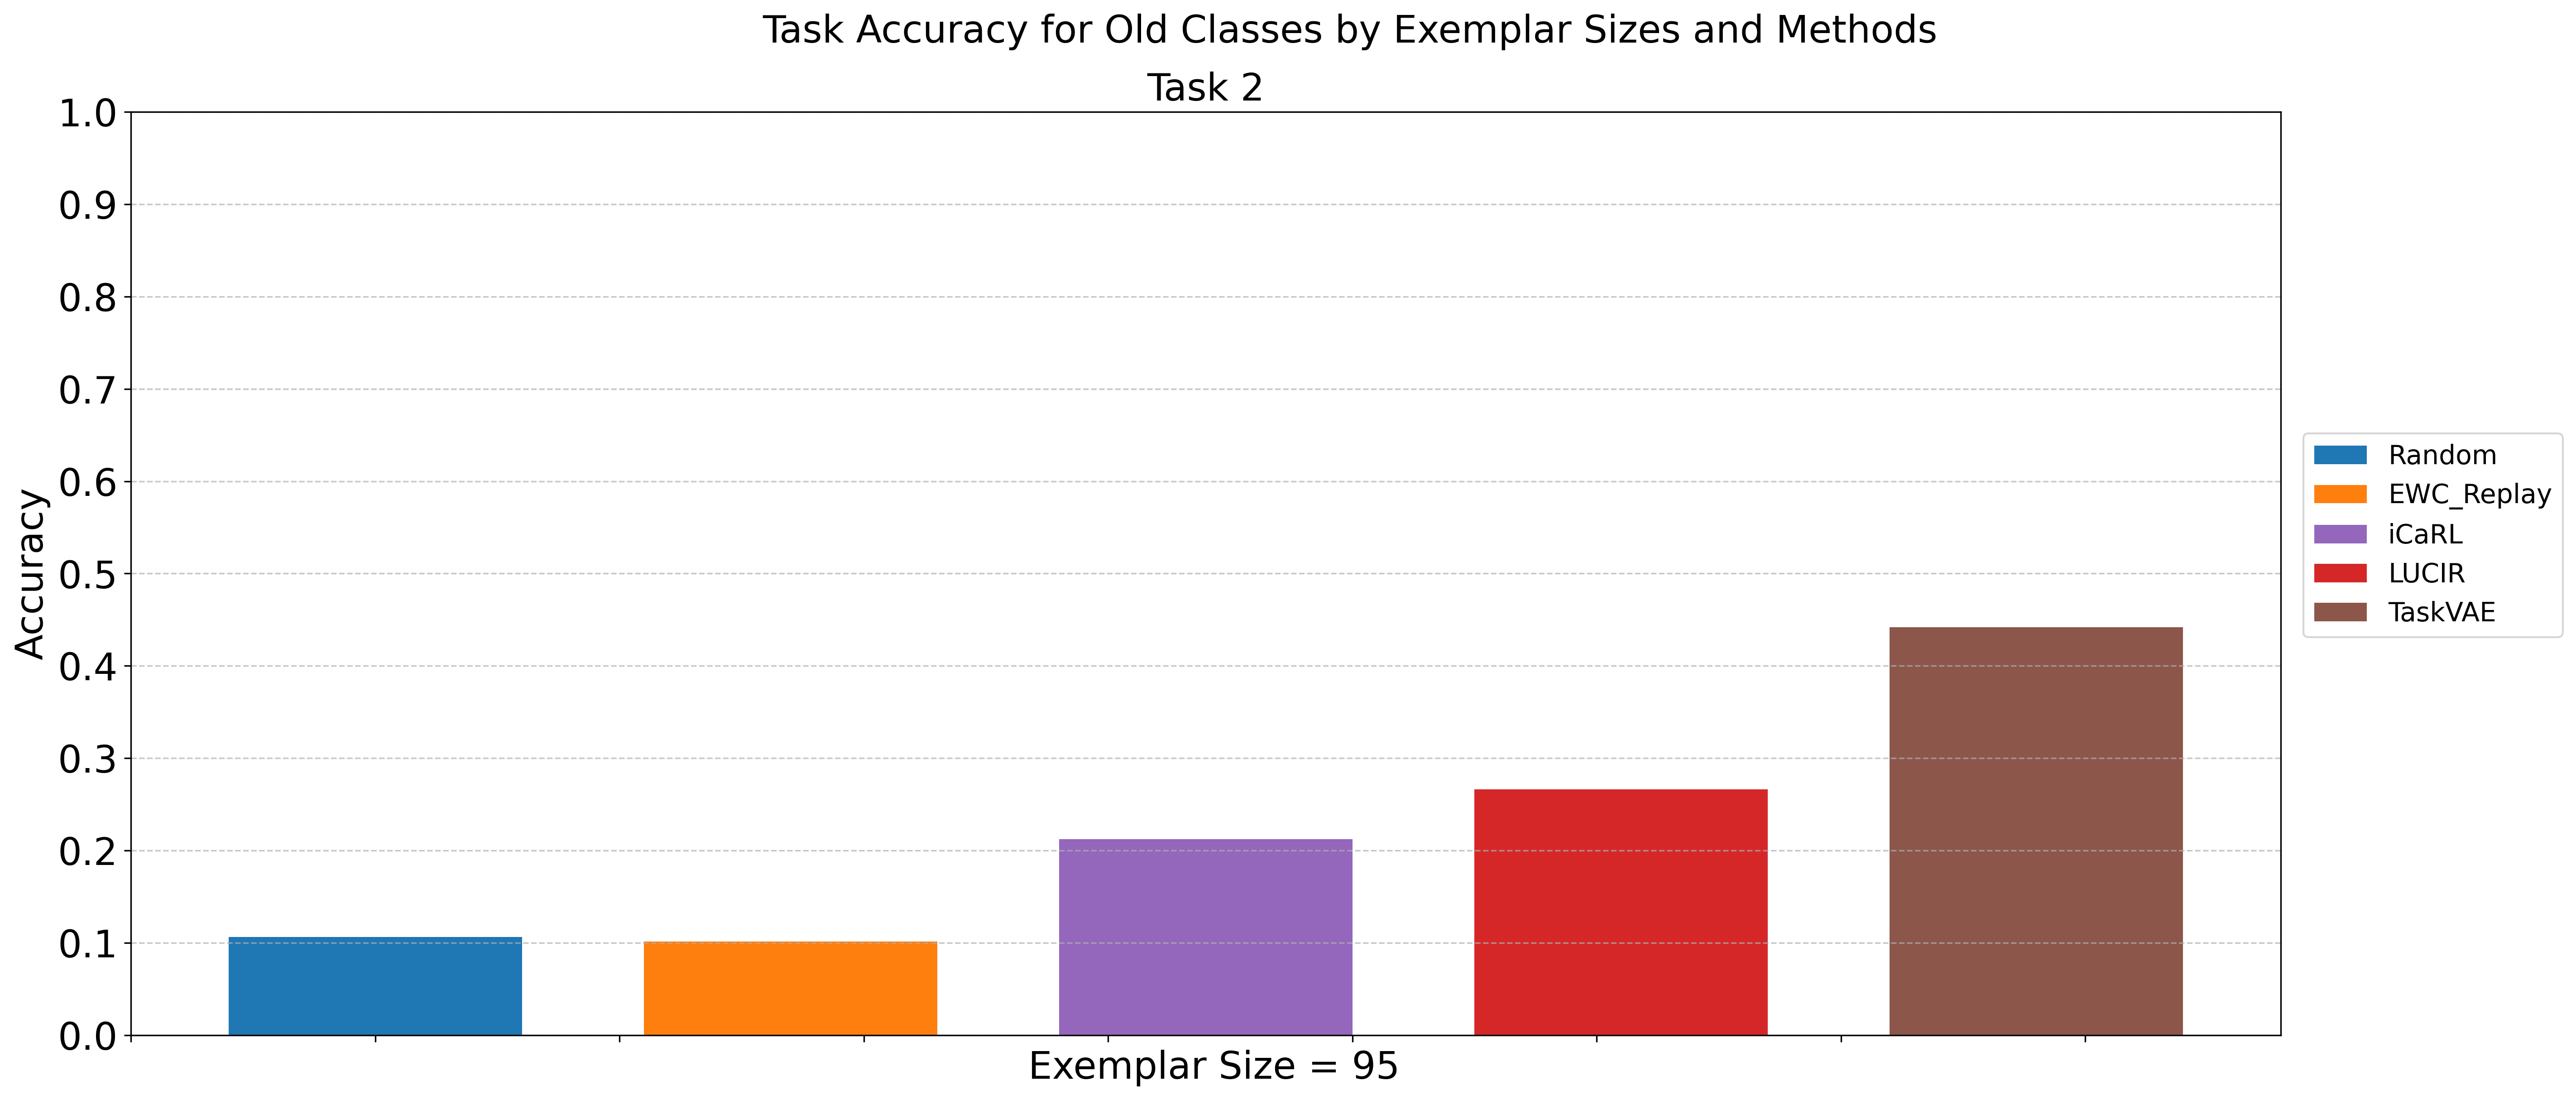 Task Accuracy for Old Classes by Exemplar Sizes and Methods
Task 2
1.0
0.9
0.8
0.7
0.6
0.5
0.4
0.3
0.2
0.1
0.0
Accuracy
Exemplar Size = 95
Random
EWC_Replay
iCaRL
LUCIR
TaskVAE